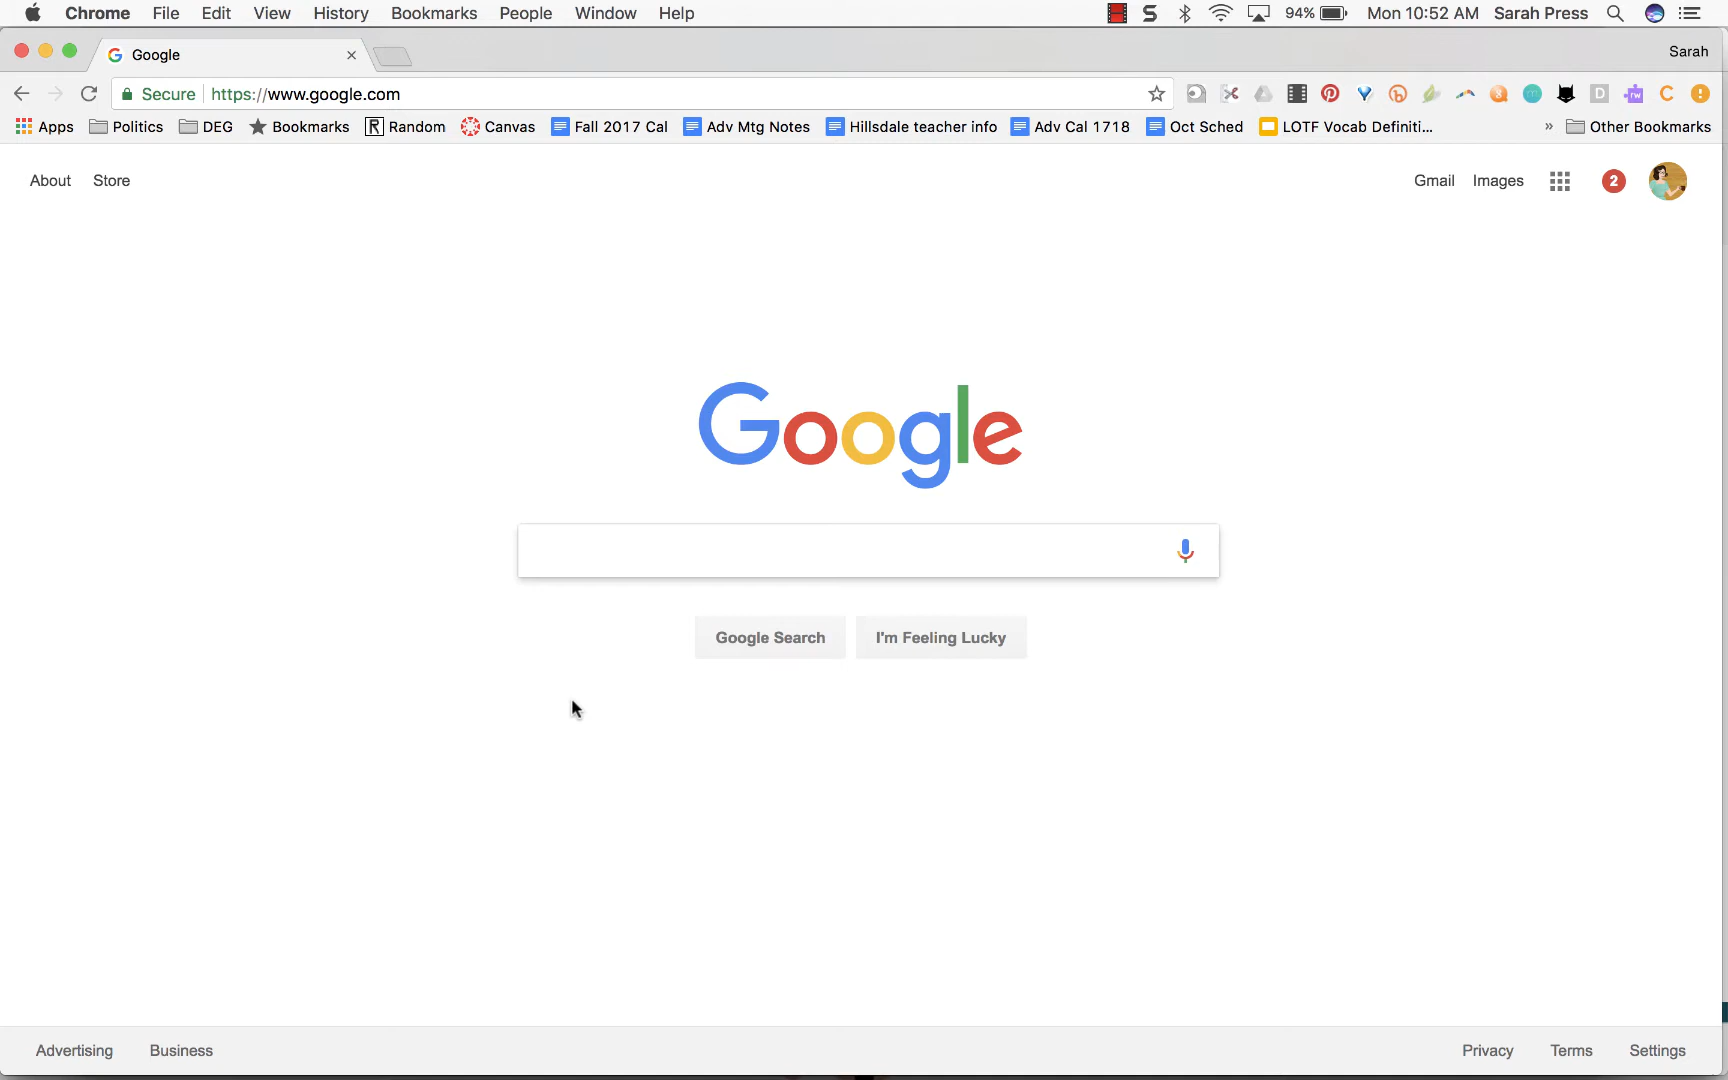 Chrome File Edit View History Bookmarks People Window Help 94% Mon 10:52 AM Sarah Press
Google Sarah
Secure https://www.google.com
Apps Politics DEG Bookmarks Random Canvas Fall 2017 Cal Adv Mtg Notes Hillsdale teacher info Adv Cal 1718 Oct Sched LOTF Vocab Definiti... » Other Bookmarks
About Store Gmail Images 2
Google
Google Search I'm Feeling Lucky
Advertising Business Privacy Terms Settings